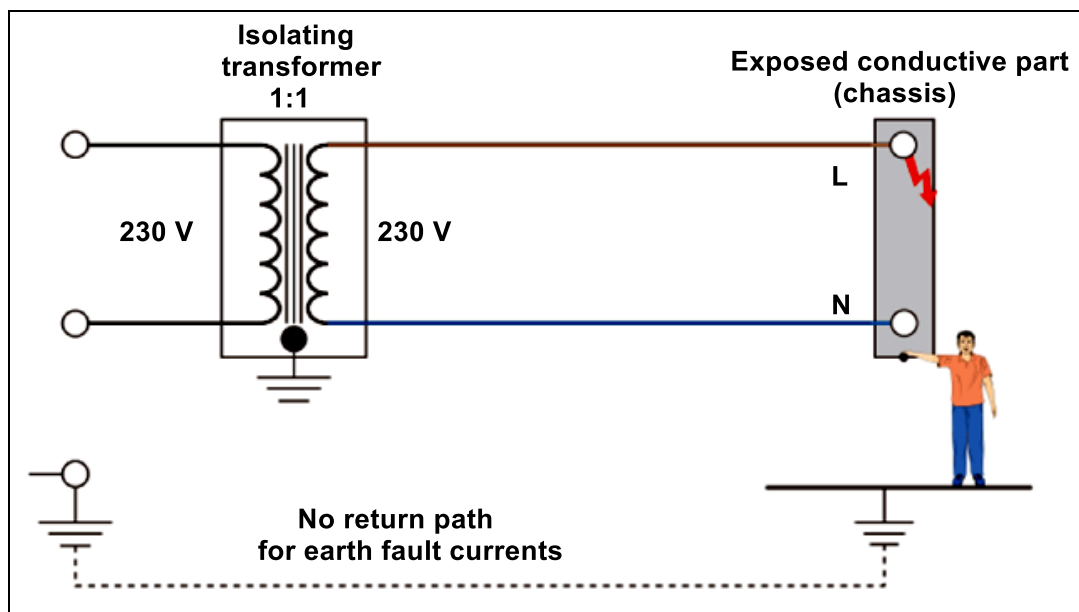 Isolating
transformer
1:1
Exposed conductive part
(chassis)
230 V
230 V
L
N
No return path
for earth fault currents